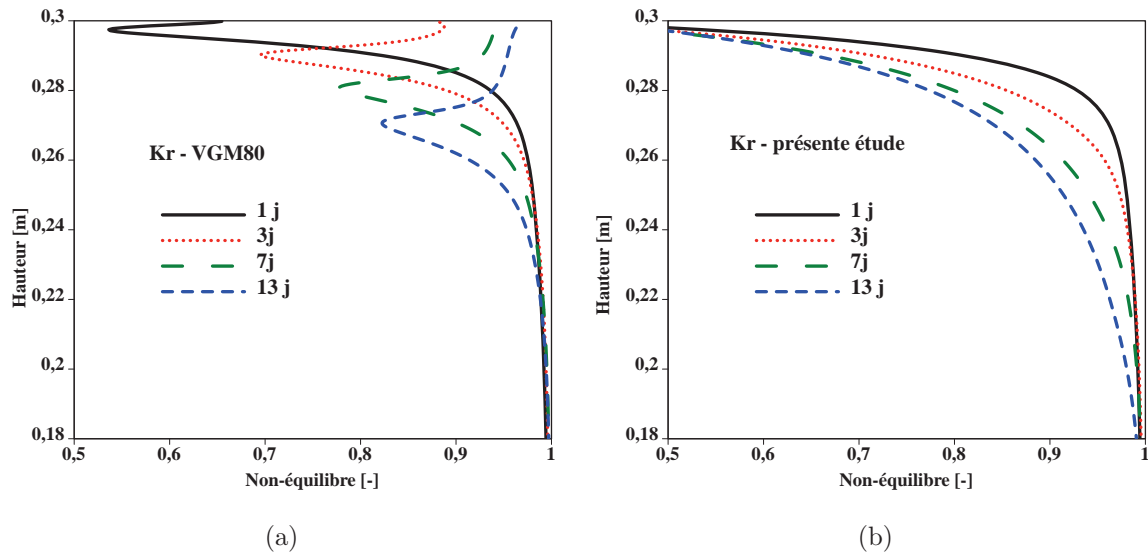 0,3
0,28
0,26
0,24
0,22
0,2
0,18
Hauteur [m]
Kr - VGM80
1 j
3j
7j
13 j
0,5 0,6 0,7 0,8 0,9 1
Non-équilibre [-]
(a)
0,3
0,28
0,26
0,24
0,22
0,2
0,18
Hauteur [m]
Kr - présente étude
1 j
3j
7j
13 j
0,5 0,6 0,7 0,8 0,9 1
Non-équilibre [-]
(b)